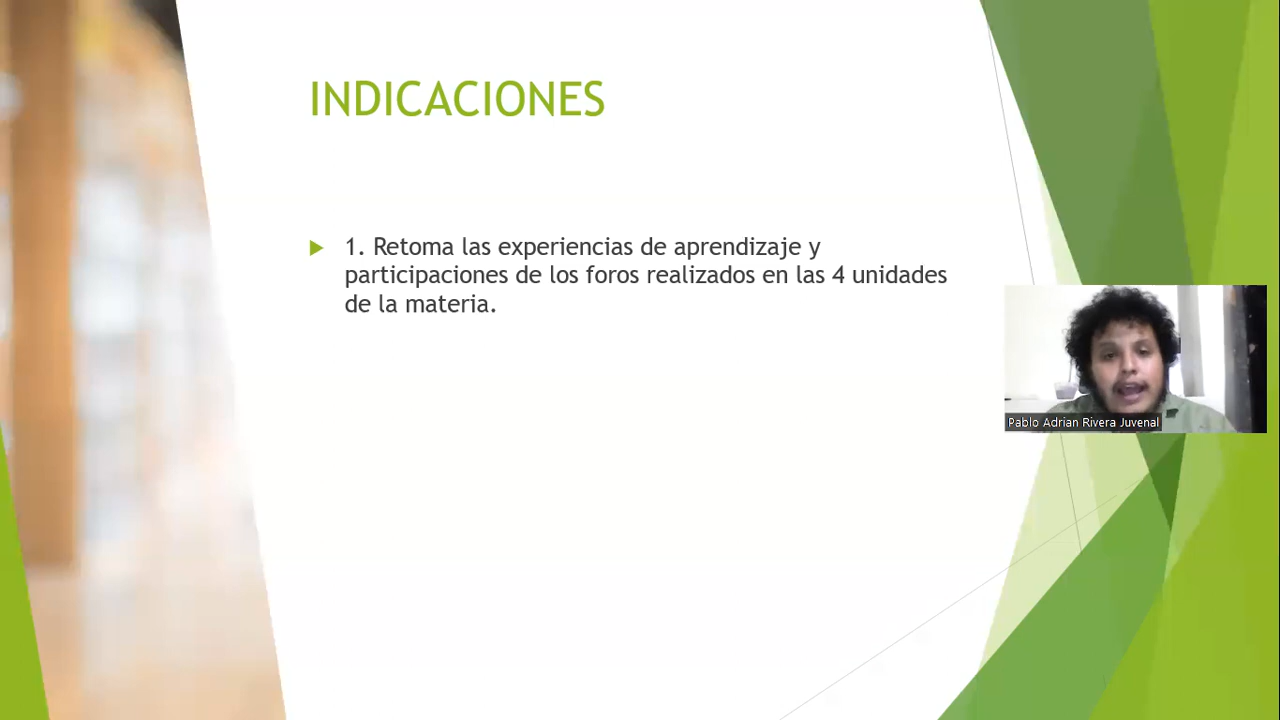 INDICACIONES
1. Retoma las experiencias de aprendizaje y
participaciones de los foros realizados en las 4 unidades
de la materia.
Pablo Adrian Rivera Juvenal